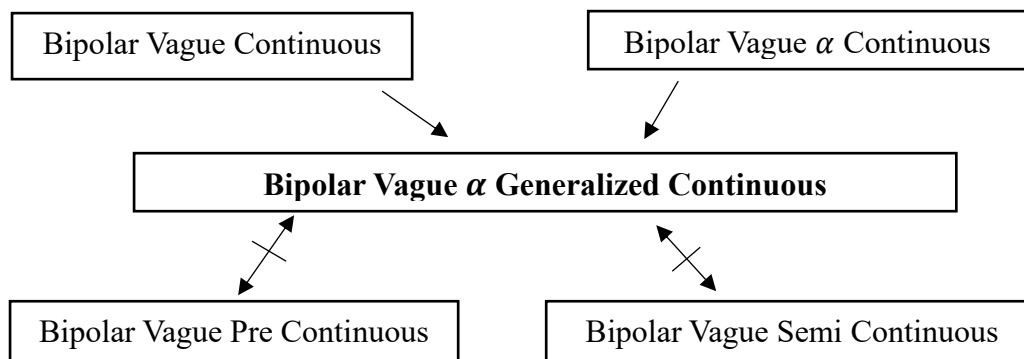 Bipolar Vague Continuous
Bipolar Vague 𝛼 Continuous
Bipolar Vague 𝜶 Generalized Continuous
Bipolar Vague Pre Continuous
Bipolar Vague Semi Continuous